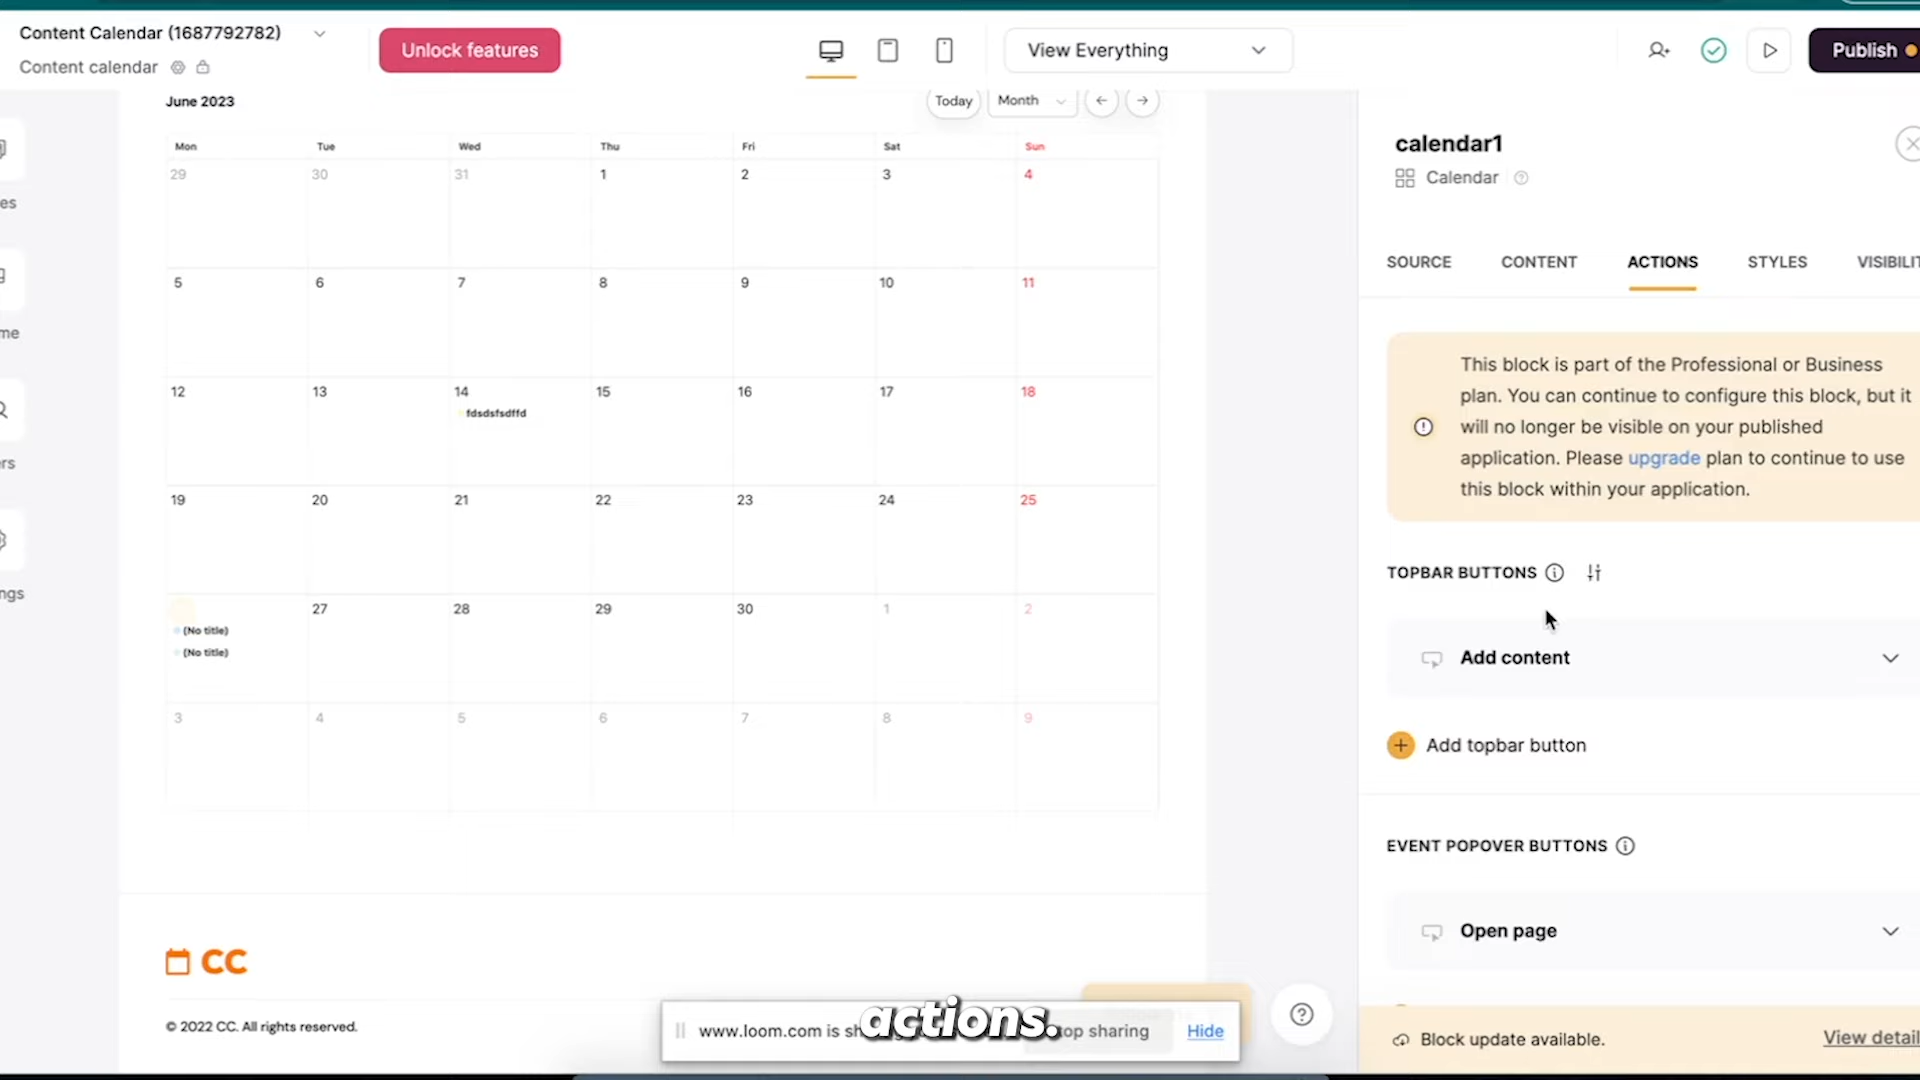 Content Calendar (1687792782)
Content calendar
Unlock features
View Everything
Publish
June 2023
Today
Month
Mon Tue Wed Thu Fri Sat Sun
29 30 31 1 2 3 4
5 6 7 8 9 10 11
12 13 14 15 16 17 18
fdsdsfsdffd
19 20 21 22 23 24 25
27 28 29 30 1 2
(No title)
(No title)
3 4 5 6 7 8 9
CC
© 2022 CC. All rights reserved.
es
me
ers
ngs
calendar1
Calendar
SOURCE CONTENT ACTIONS STYLES VISIBILIT
This block is part of the Professional or Business
plan. You can continue to configure this block, but it
will no longer be visible on your published
application. Please upgrade plan to continue to use
this block within your application.
TOPBAR BUTTONS
Add content
Add topbar button
EVENT POPOVER BUTTONS
Open page
Block update available.
View detail
www.loom.com is sh
op sharing
Hide
actions.